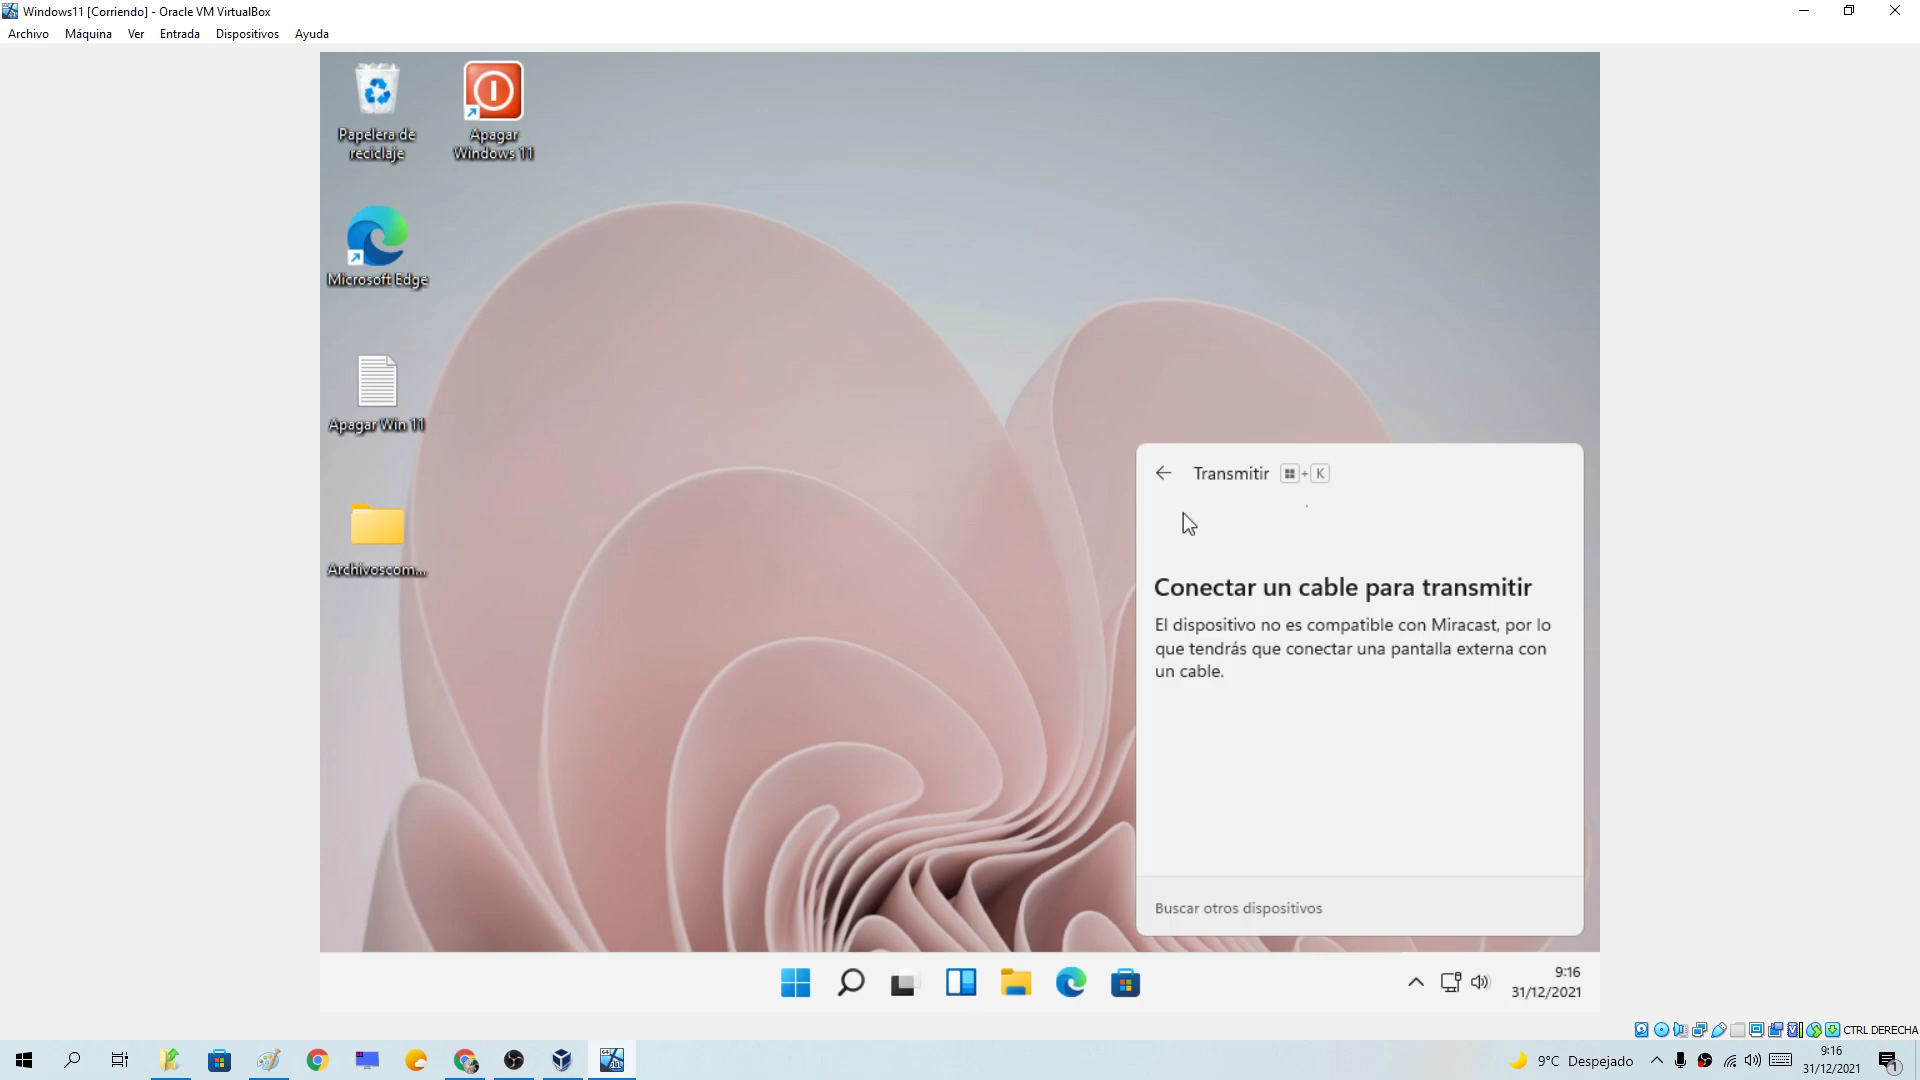 Windows11 [Corriendo] - Oracle VM VirtualBox
Archivo Máquina Ver Entrada Dispositivos Ayuda
Papelera de
reciclaje
Apagar
Windows 11
Microsoft Edge
Apagar Win 11
Archivoscom...
Transmitir + K
Conectar un cable para transmitir
El dispositivo no es compatible con Miracast, por lo
que tendrás que conectar una pantalla externa con
un cable.
Buscar otros dispositivos
9:16
31/12/2021
CTRL DERECHA
9°C Despejado
9:16
31/12/2021
1